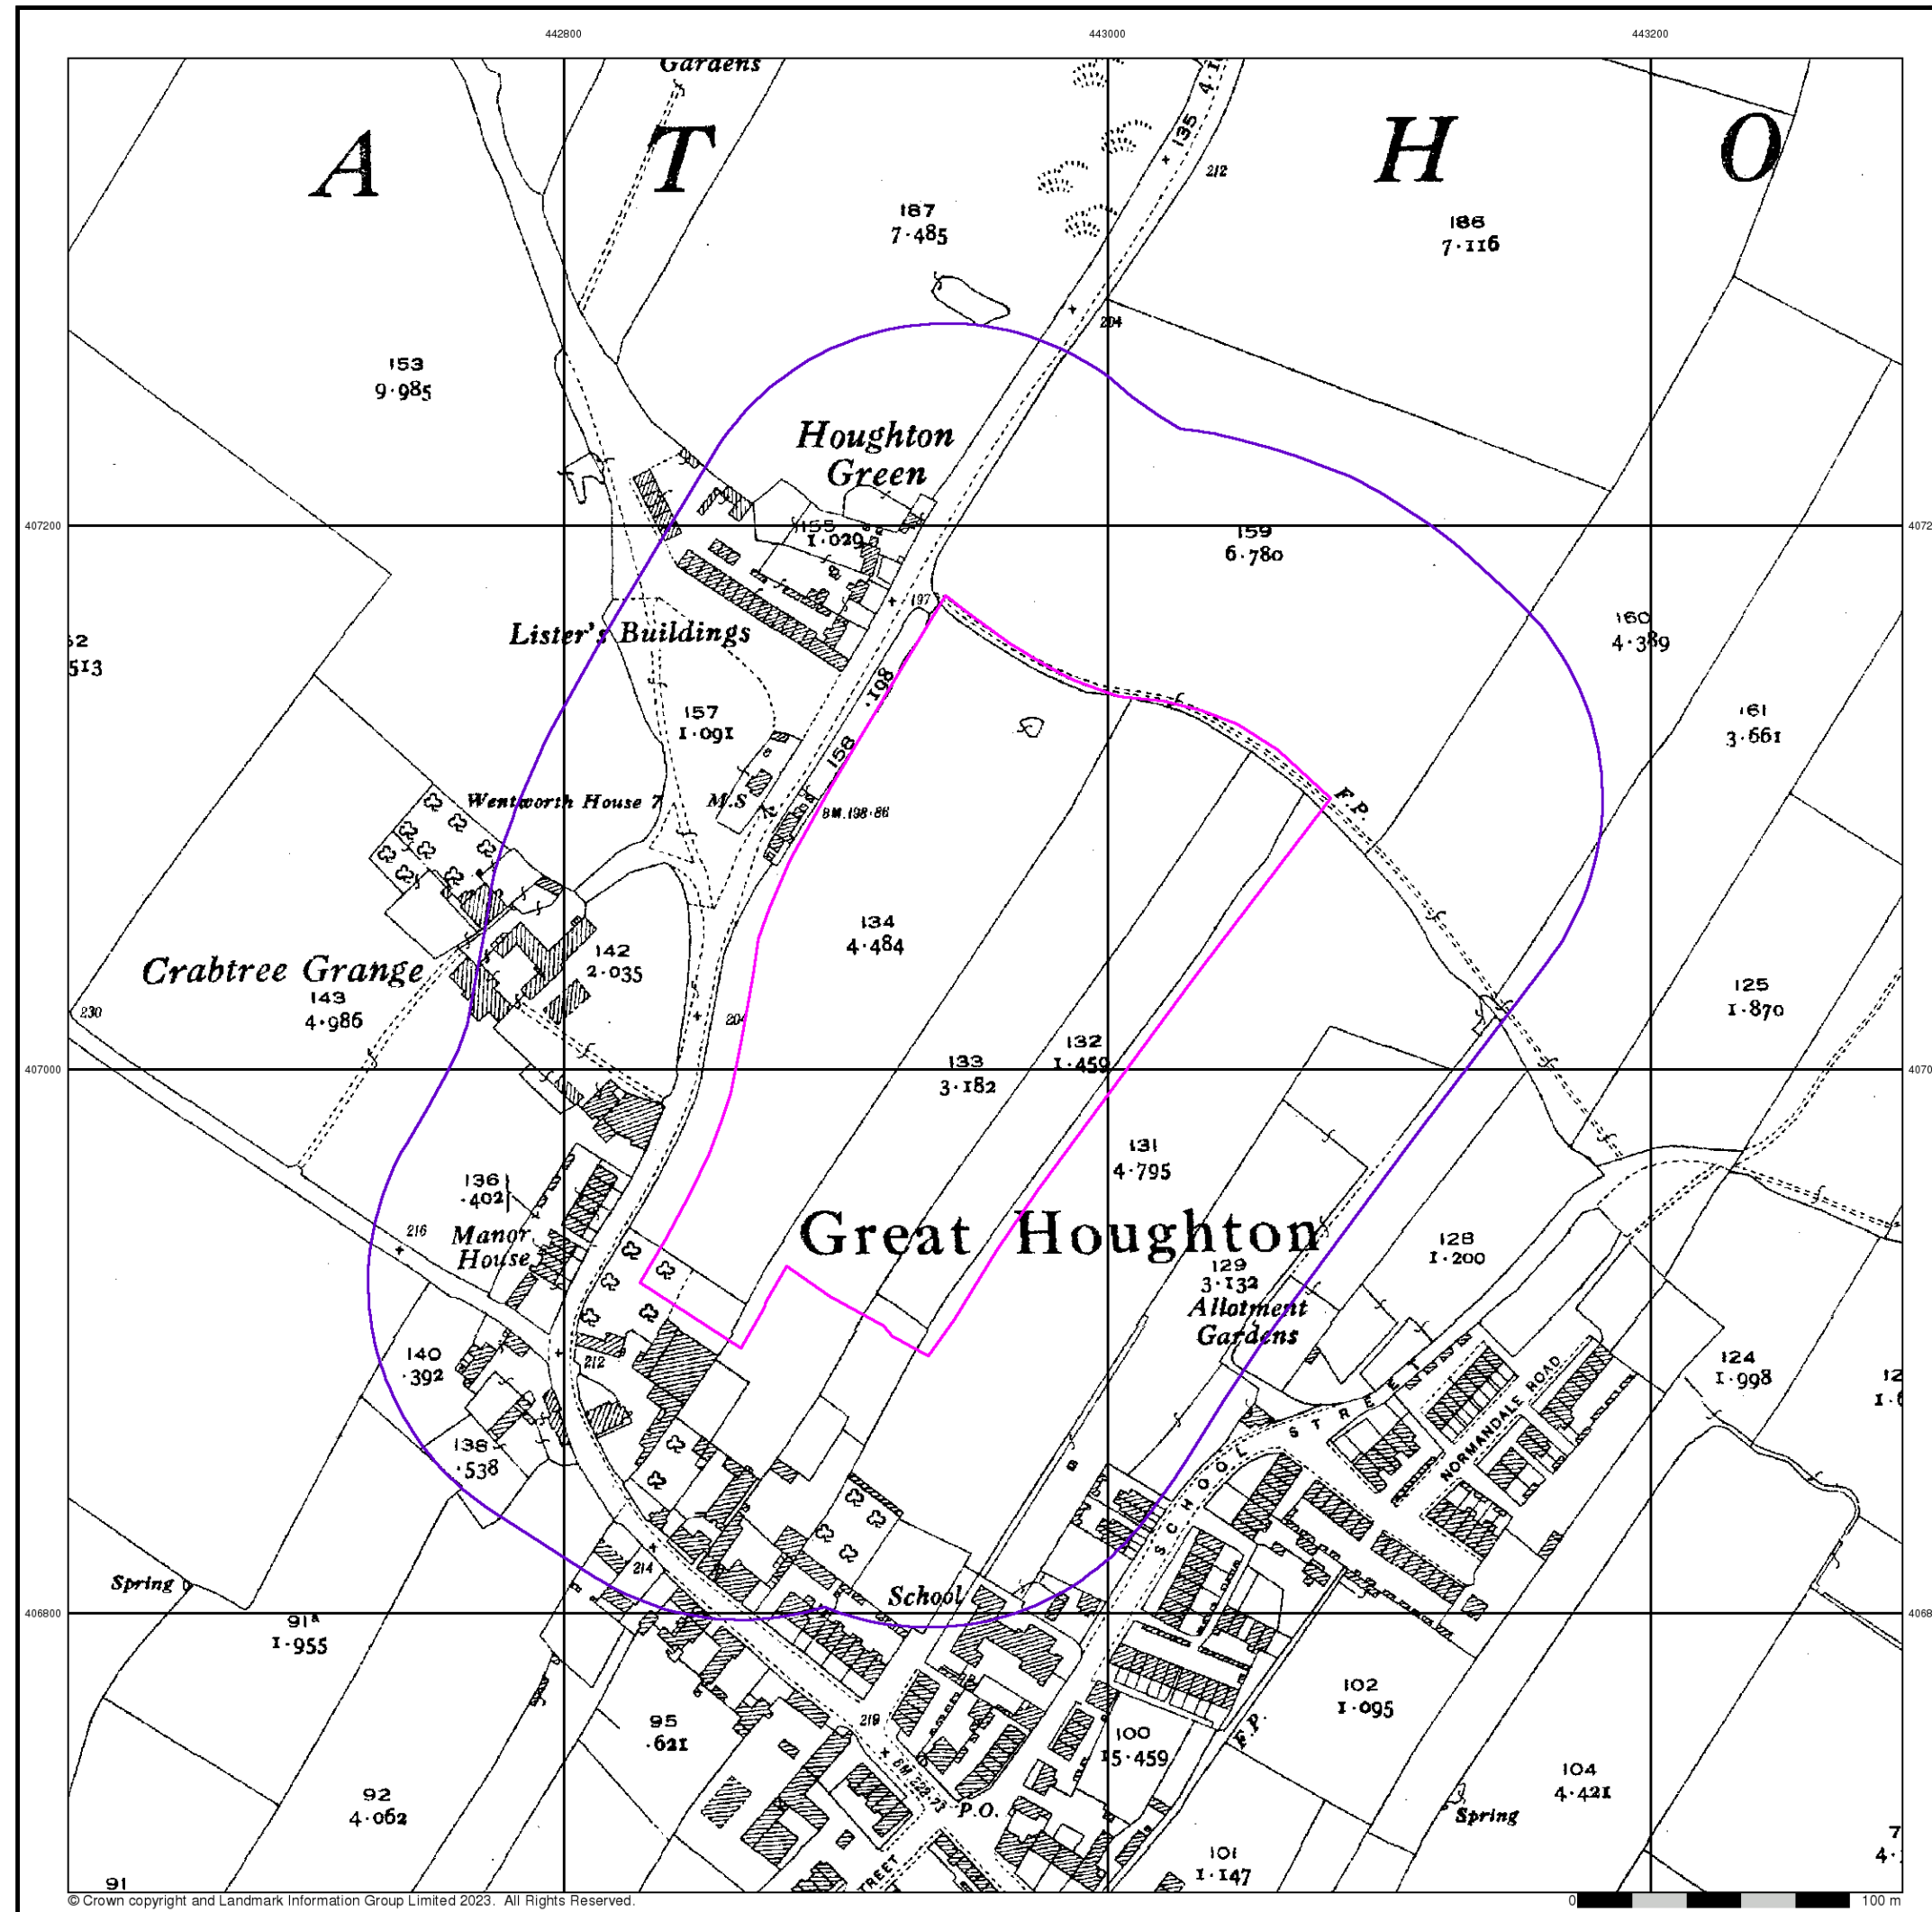 442800
443000
443200
Gardens
A
T
H
O
135
212
187
7·485
186
7·116
204
153
9·985
Houghton
Green
407200
155
1·029
159
6·780
197
160
4·389
Lister's Buildings
513
·198
157
1·091
158
161
3·661
Wentworth House
M.S
B M. 198·86
F.P.
134
4·484
142
2·035
Crabtree Grange
143
4·986
125
1·870
230
204
132
1·459
133
3·182
407000
131
4·795
136
·402
216
Manor
House
Great Houghton
128
1·200
129
3·132
Allotment
Gardens
140
·392
212
124
1·998
NORMANDALE ROAD
SCHOOL STREET
138
·538
Spring
214
School
406800
91ᵃ
1·955
102
1·095
95
·621
219
100
15·459
F.P.
92
4·062
P.O.
104
4·421
Spring
101
1·147
91
© Crown copyright and Landmark Information Group Limited 2023. All Rights Reserved.
0
100 m